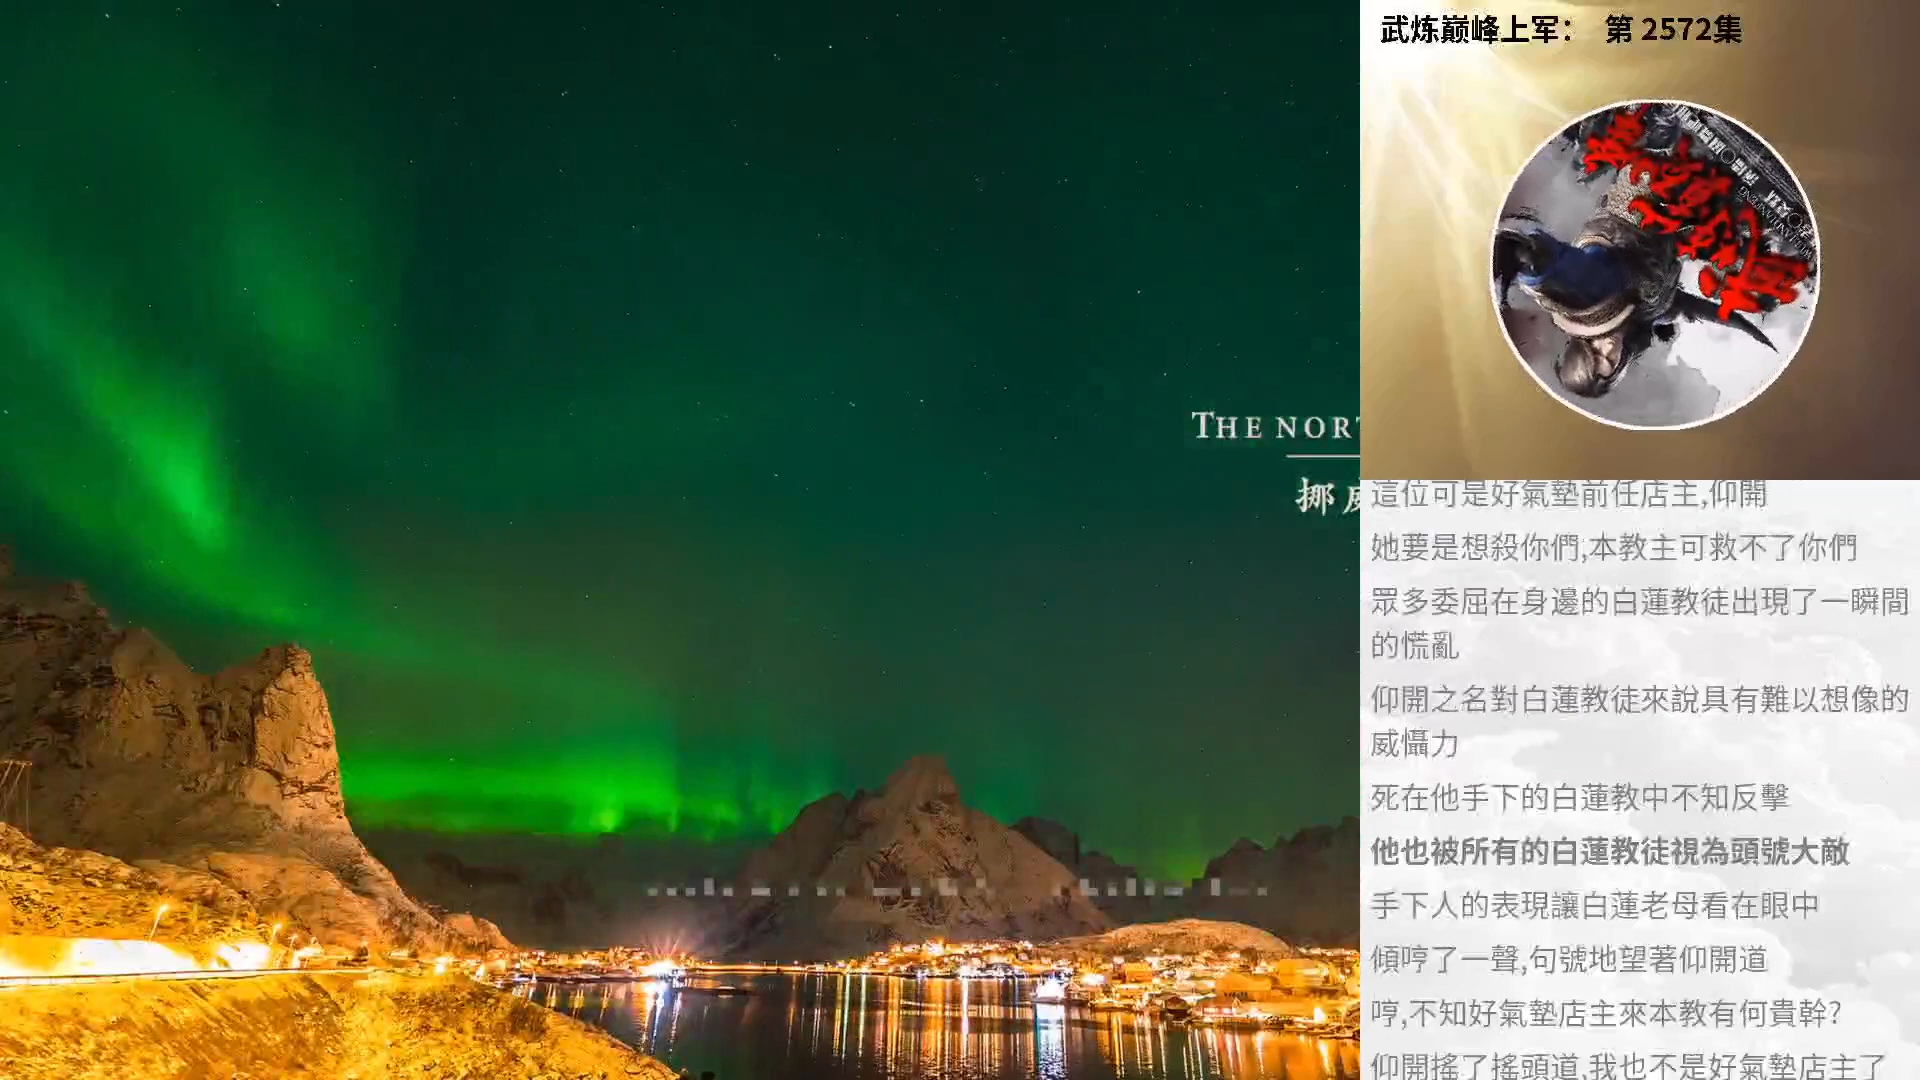 武炼巅峰上军： 第 2572集
THE NOR
挪威
這位可是好氣墊前任店主,仰開
她要是想殺你們,本教主可救不了你們
眾多委屈在身邊的白蓮教徒出現了一瞬間
的慌亂
仰開之名對白蓮教徒來說具有難以想像的
威懾力
死在他手下的白蓮教中不知反擊
他也被所有的白蓮教徒視為頭號大敵
手下人的表現讓白蓮老母看在眼中
傾哼了一聲,句號地望著仰開道
哼,不知好氣墊店主來本教有何貴幹?
仰開搖了搖頭道,我也不是好氣墊店主了